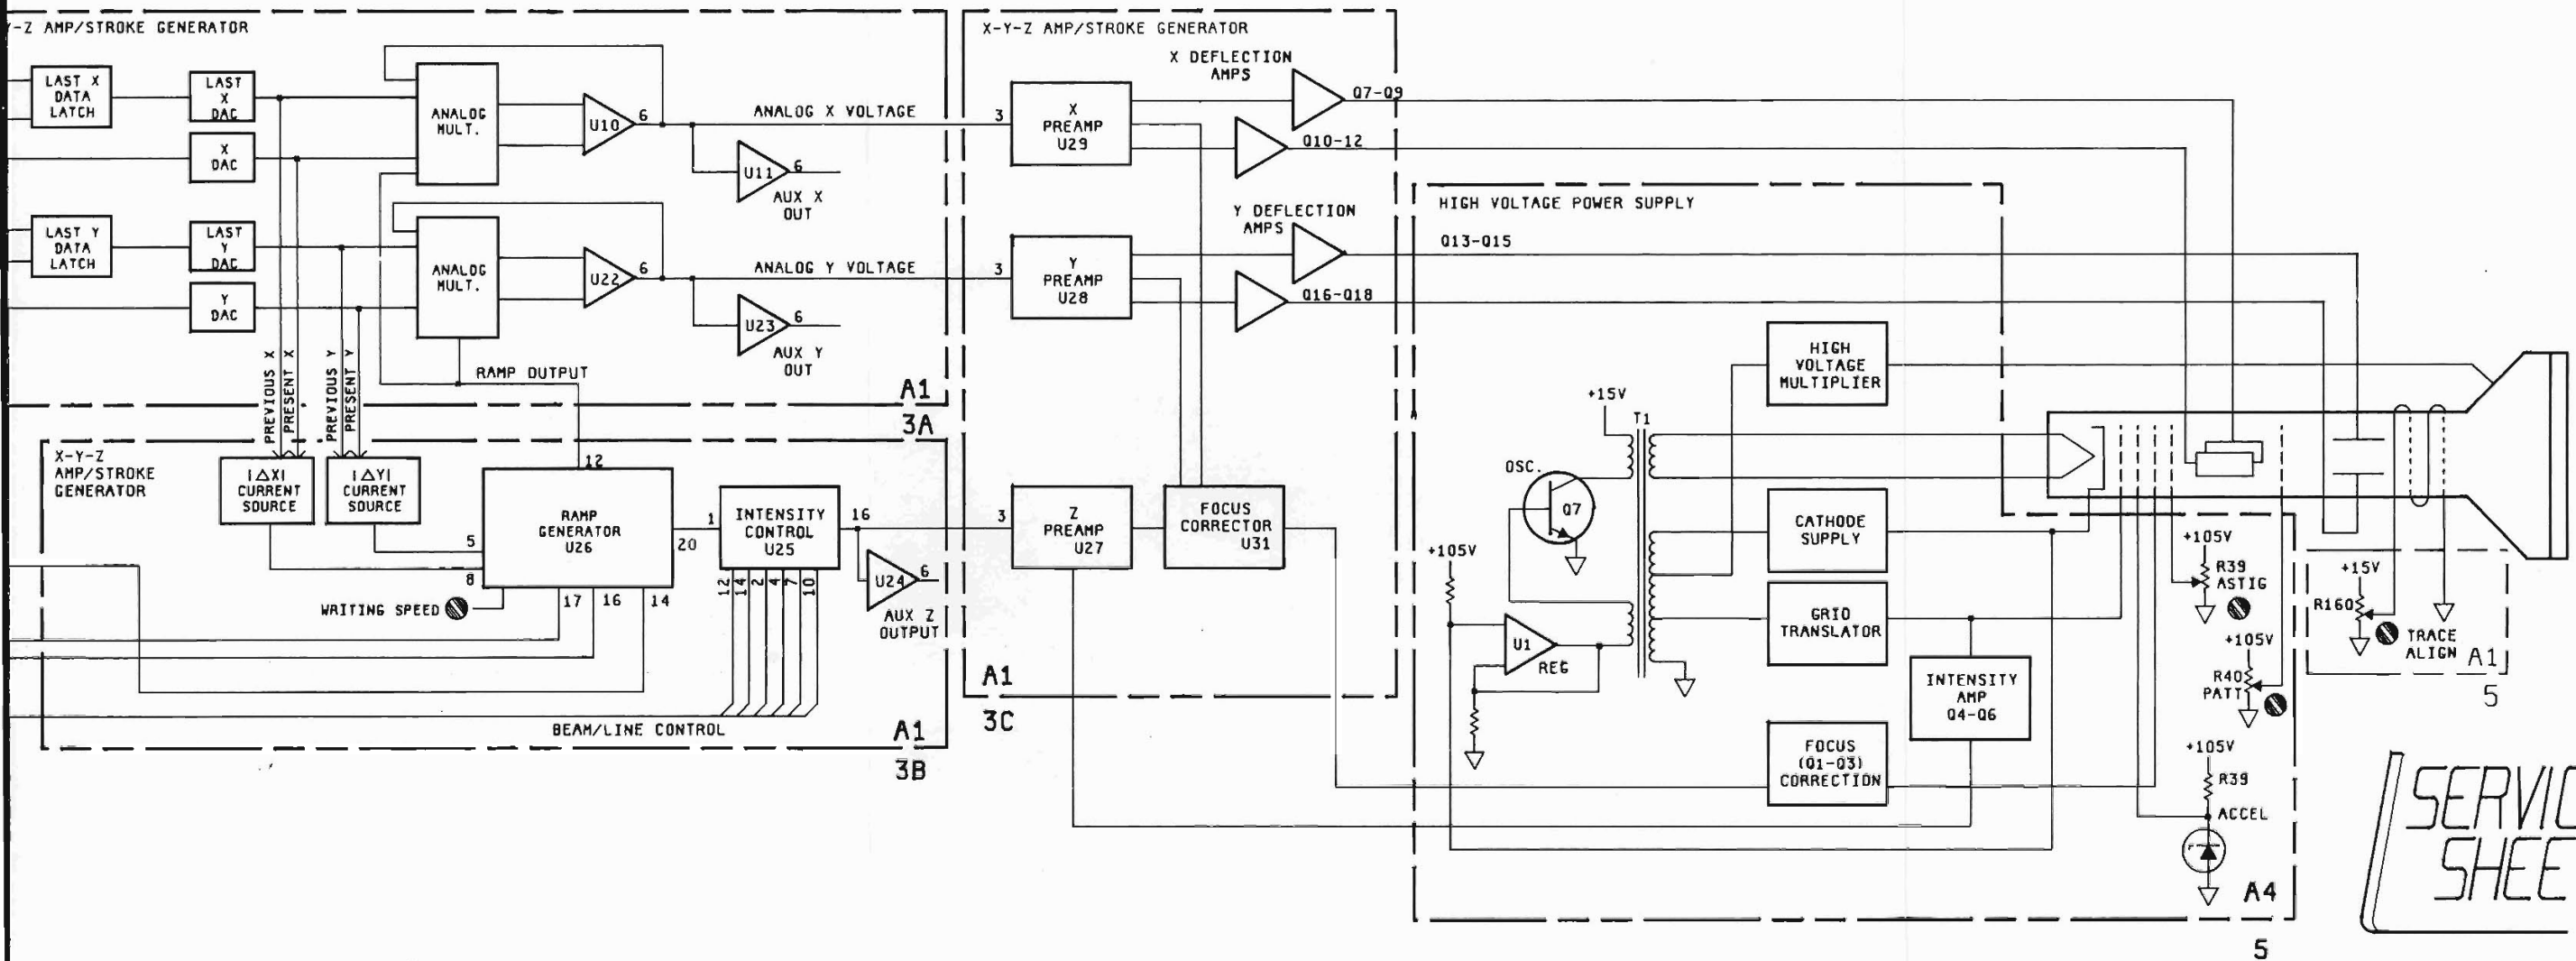 Y-Z AMP/STROKE GENERATOR
LAST X
DATA
LATCH
LAST
X
DAC
X
DAC
ANALOG
MULT.
U10
6
ANALOG X VOLTAGE
U11
6
AUX X
OUT
LAST Y
DATA
LATCH
LAST
Y
DAC
Y
DAC
ANALOG
MULT.
U22
6
ANALOG Y VOLTAGE
U23
6
AUX Y
OUT
PREVIOUS X
PRESENT X
PREVIOUS Y
PRESENT Y
RAMP OUTPUT
A1
3A
X-Y-Z
AMP/STROKE
GENERATOR
|ΔX|
CURRENT
SOURCE
|ΔY|
CURRENT
SOURCE
12
RAMP
GENERATOR
U26
5
8
20
WRITING SPEED
17
16
14
1
INTENSITY
CONTROL
U25
16
12
14
2
4
7
10
U24
6
AUX Z
OUTPUT
BEAM/LINE CONTROL
A1
3B
X-Y-Z AMP/STROKE GENERATOR
X DEFLECTION
AMPS
3
X
PREAMP
U29
Q7-Q9
Q10-12
Y DEFLECTION
AMPS
3
Y
PREAMP
U28
Q13-Q15
Q16-Q18
3
Z
PREAMP
U27
FOCUS
CORRECTOR
U31
A1
3C
HIGH VOLTAGE POWER SUPPLY
HIGH
VOLTAGE
MULTIPLIER
+15V
T1
OSC.
Q7
+105V
U1
REG
CATHODE
SUPPLY
GRID
TRANSLATOR
INTENSITY
AMP
Q4-Q6
FOCUS
(Q1-Q3)
CORRECTION
+105V
R39
ASTIG
+105V
R40
PATT
+105V
R39
ACCEL
A4
5
+15V
R160
TRACE
ALIGN
A1
5
SERVIC
SHEE